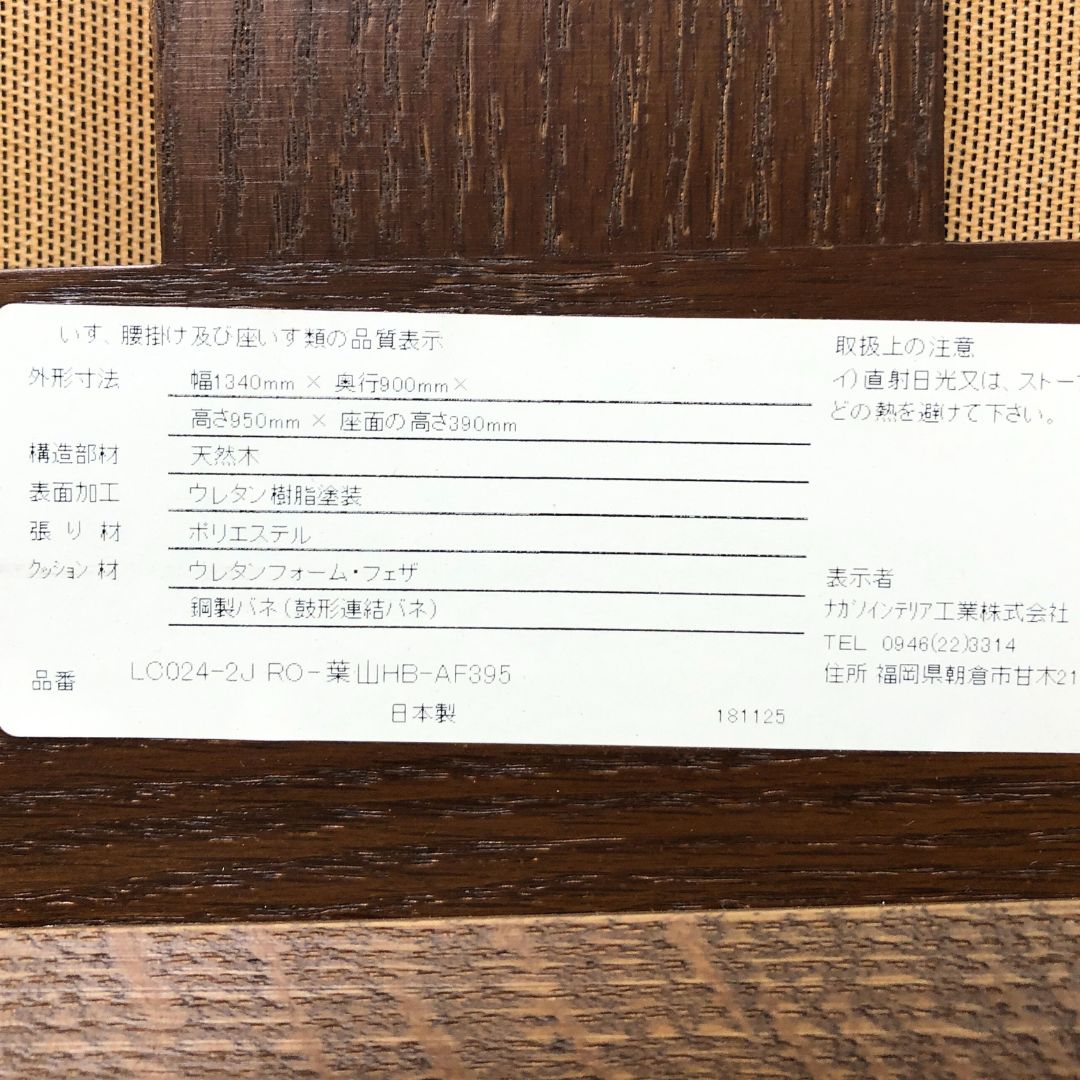 いす、腰掛け及び座いす類の品質表示
外形寸法 幅1340mm × 奥行900mm×
高さ950mm × 座面の高さ390mm
構造部材 天然木
表面加工 ウレタン樹脂塗装
張り材 ポリエステル
クッション材 ウレタンフォーム・フェザ
鋼製バネ(鼓形連結バネ)
品番 LC024-2J RO-葉山HB-AF395
日本製 181125
取扱上の注意
イ)直射日光又は、ストー
どの熱を避けて下さい。
表示者
ナガノインテリア工業株式会社
TEL 0946(22)3314
住所 福岡県朝倉市甘木21